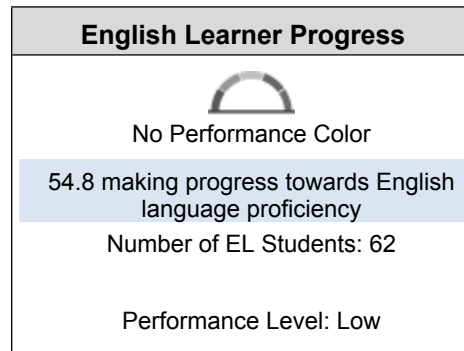 English Learner Progress
No Performance Color
54.8 making progress towards English
language proficiency
Number of EL Students: 62
Performance Level: Low